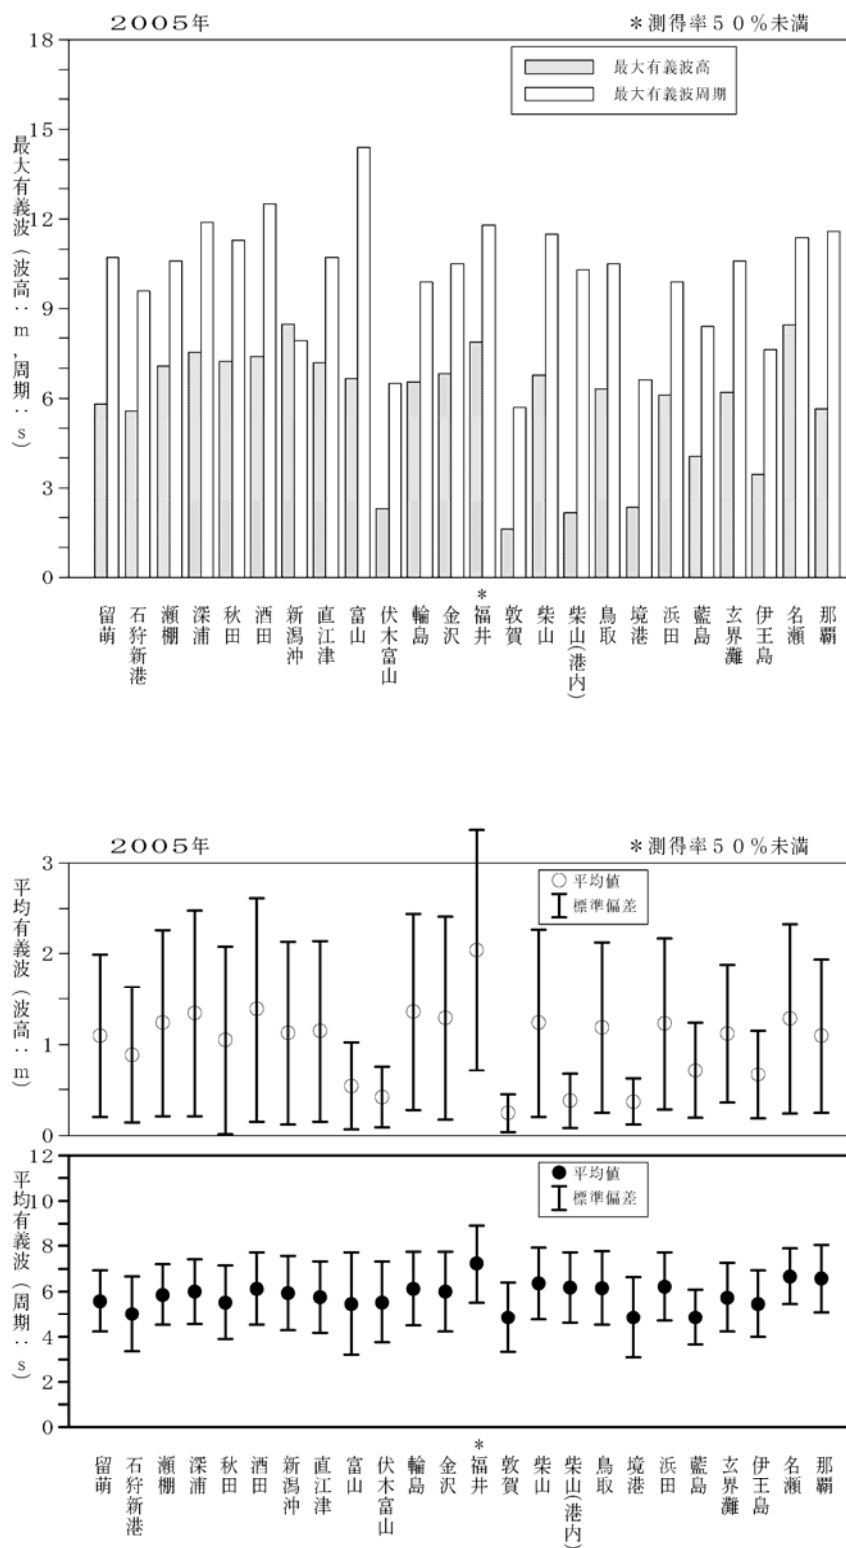 2005年
＊測得率５０％未満
最大有義波高
最大有義波周期
最大有義波（波高：m,周期：s）
18
15
12
9
6
3
0
＊
留萌
石狩新港
瀬棚
深浦
秋田
酒田
新潟沖
直江津
富山
伏木富山
輪島
金沢
福井
敦賀
柴山
柴山(港内)
鳥取
境港
浜田
藍島
玄界灘
伊王島
名瀬
那覇
2005年
＊測得率５０％未満
平均値
標準偏差
平均有義波（波高：m）
3
2
1
0
平均値
標準偏差
平均有義波（周期：s）
12
10
8
6
4
2
0
＊
留萌
石狩新港
瀬棚
深浦
秋田
酒田
新潟沖
直江津
富山
伏木富山
輪島
金沢
福井
敦賀
柴山
柴山(港内)
鳥取
境港
浜田
藍島
玄界灘
伊王島
名瀬
那覇